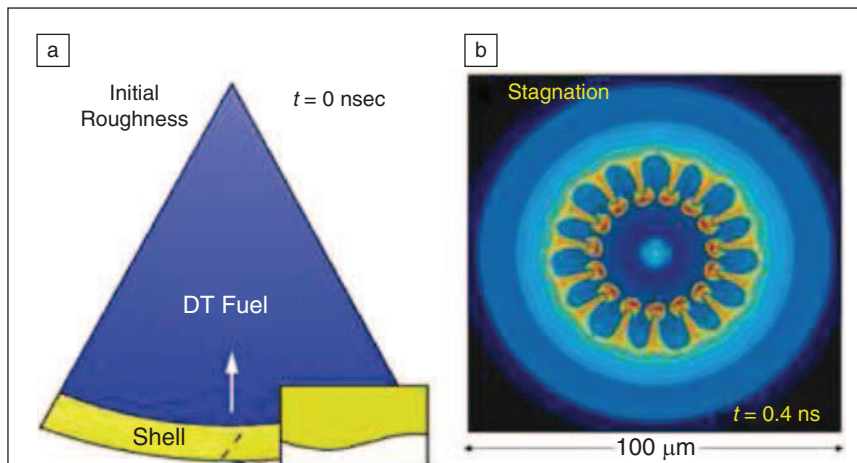 a
Initial
Roughness
t = 0 nsec
DT Fuel
Shell
b
Stagnation
t = 0.4 ns
100 μm